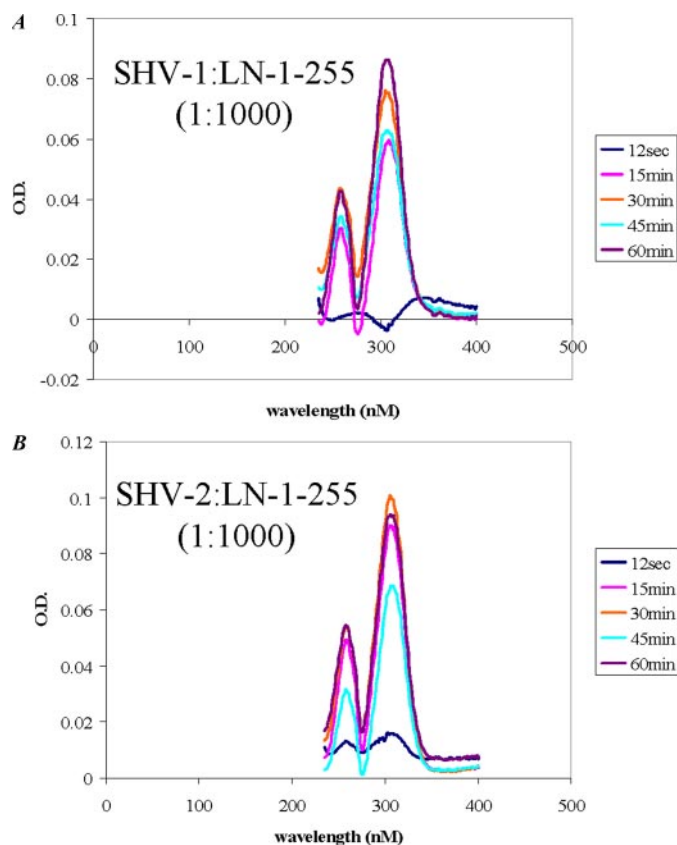 A
0.1
SHV-1:LN-1-255
(1:1000)
0.08
0.06
O.D.
0.04
0.02
0
-0.02
0
100
200
300
400
500
wavelength (nM)
12sec
15min
30min
45min
60min
B
0.12
0.1
SHV-2:LN-1-255
(1:1000)
0.08
0.06
O.D.
0.04
0.02
0
0
100
200
300
400
500
wavelength (nM)
12sec
15min
30min
45min
60min